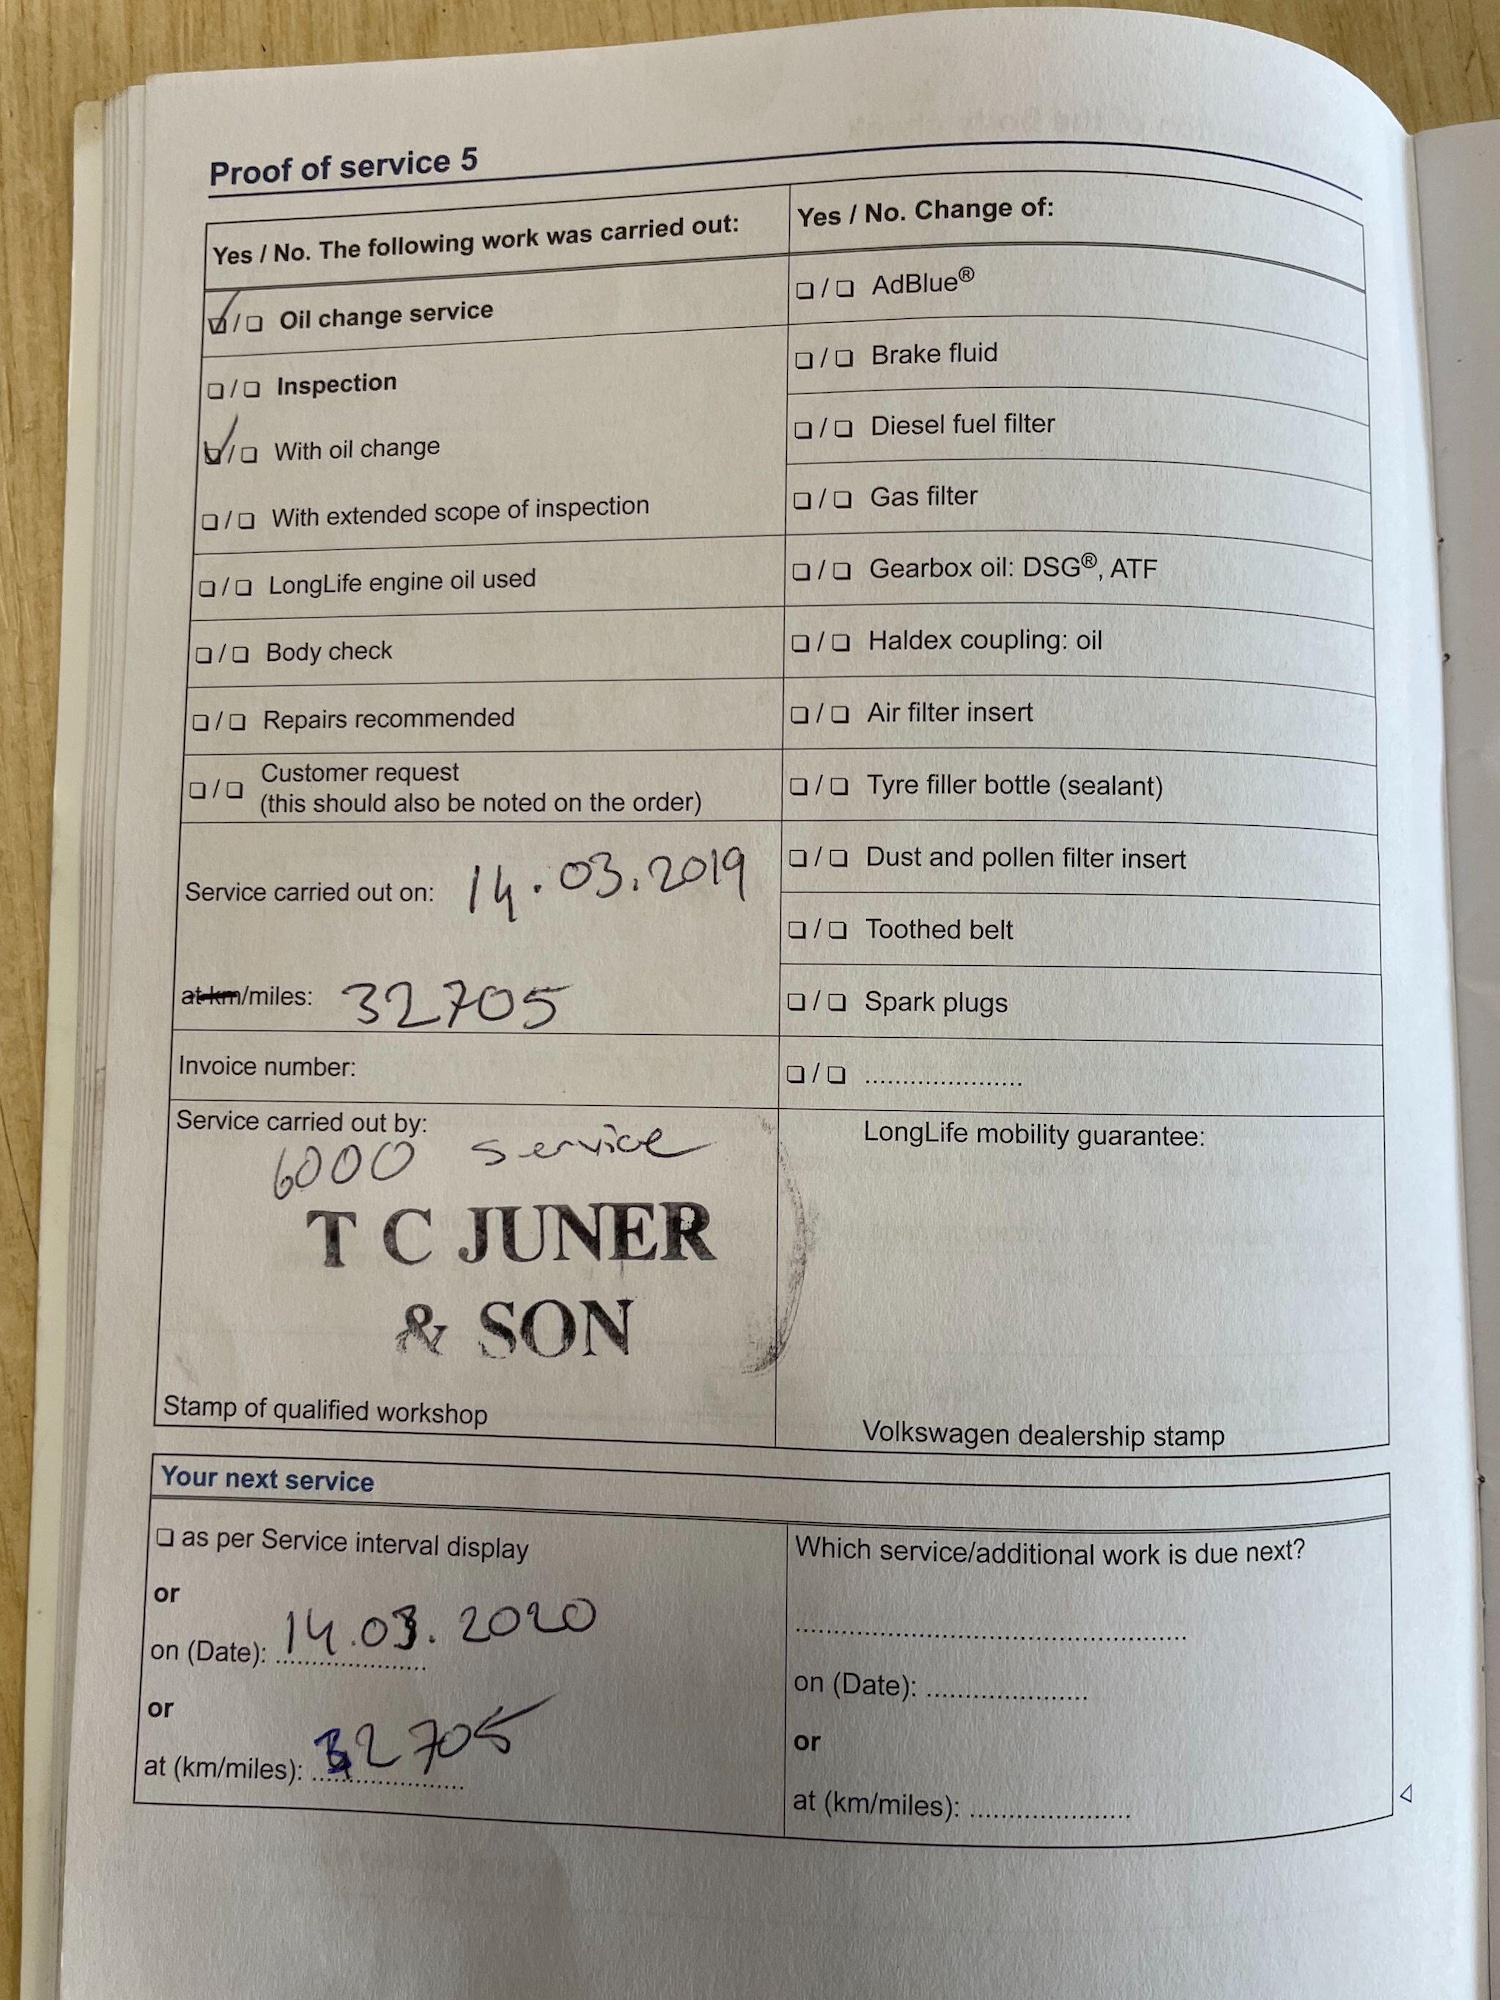 Proof of service 5
Yes / No. The following work was carried out:
☑ / ❑ Oil change service
❑ / ❑ Inspection
☑ / ❑ With oil change
❑ / ❑ With extended scope of inspection
❑ / ❑ LongLife engine oil used
❑ / ❑ Body check
❑ / ❑ Repairs recommended
❑ / ❑ Customer request
(this should also be noted on the order)
Service carried out on: 14.03.2019
at km/miles: 32705
Invoice number:
Service carried out by:
6000 service
T C JUNER
& SON
Stamp of qualified workshop
Yes / No. Change of:
❑ / ❑ AdBlue®
❑ / ❑ Brake fluid
❑ / ❑ Diesel fuel filter
❑ / ❑ Gas filter
❑ / ❑ Gearbox oil: DSG®, ATF
❑ / ❑ Haldex coupling: oil
❑ / ❑ Air filter insert
❑ / ❑ Tyre filler bottle (sealant)
❑ / ❑ Dust and pollen filter insert
❑ / ❑ Toothed belt
❑ / ❑ Spark plugs
❑ / ❑ ......................
LongLife mobility guarantee:
Volkswagen dealership stamp
Your next service
❑ as per Service interval display
or
on (Date): 14.03.2020
or
at (km/miles): 2705
Which service/additional work is due next?
......................................................
on (Date): ......................
or
at (km/miles): ......................